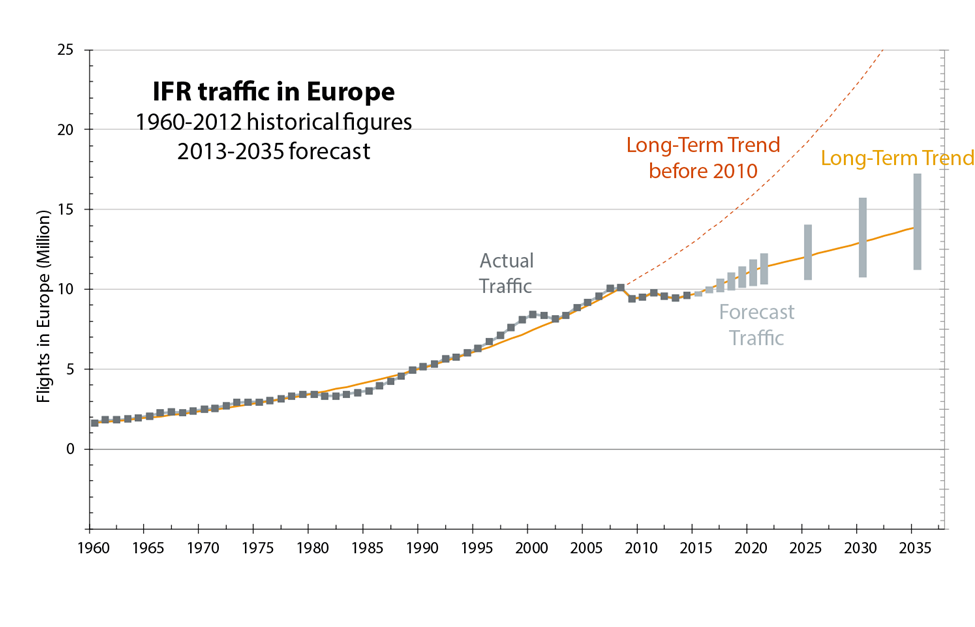 IFR traffic in Europe
1960-2012 historical figures
2013-2035 forecast
Long-Term Trend
before 2010
Long-Term Trend
Actual
Traffic
Forecast
Traffic
Flights in Europe (Million)
25
20
15
10
5
0
1960 1965 1970 1975 1980 1985 1990 1995 2000 2005 2010 2015 2020 2025 2030 2035